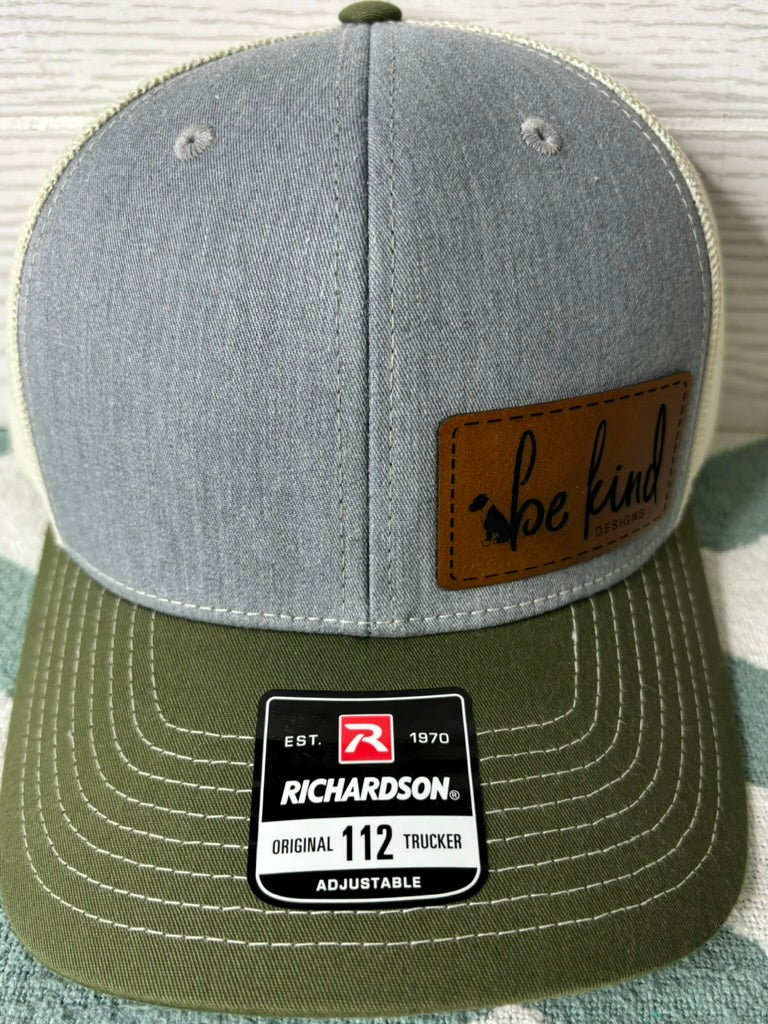 be kind
DESIGNS
EST. R 1970
RICHARDSON®
ORIGINAL 112 TRUCKER
ADJUSTABLE